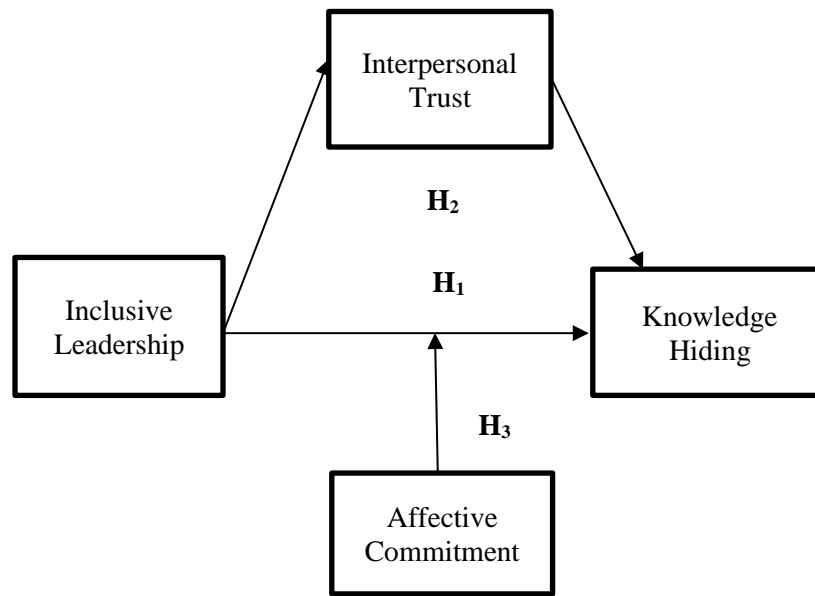 Interpersonal
Trust
H₂
H₁
Inclusive
Leadership
Knowledge
Hiding
H₃
Affective
Commitment